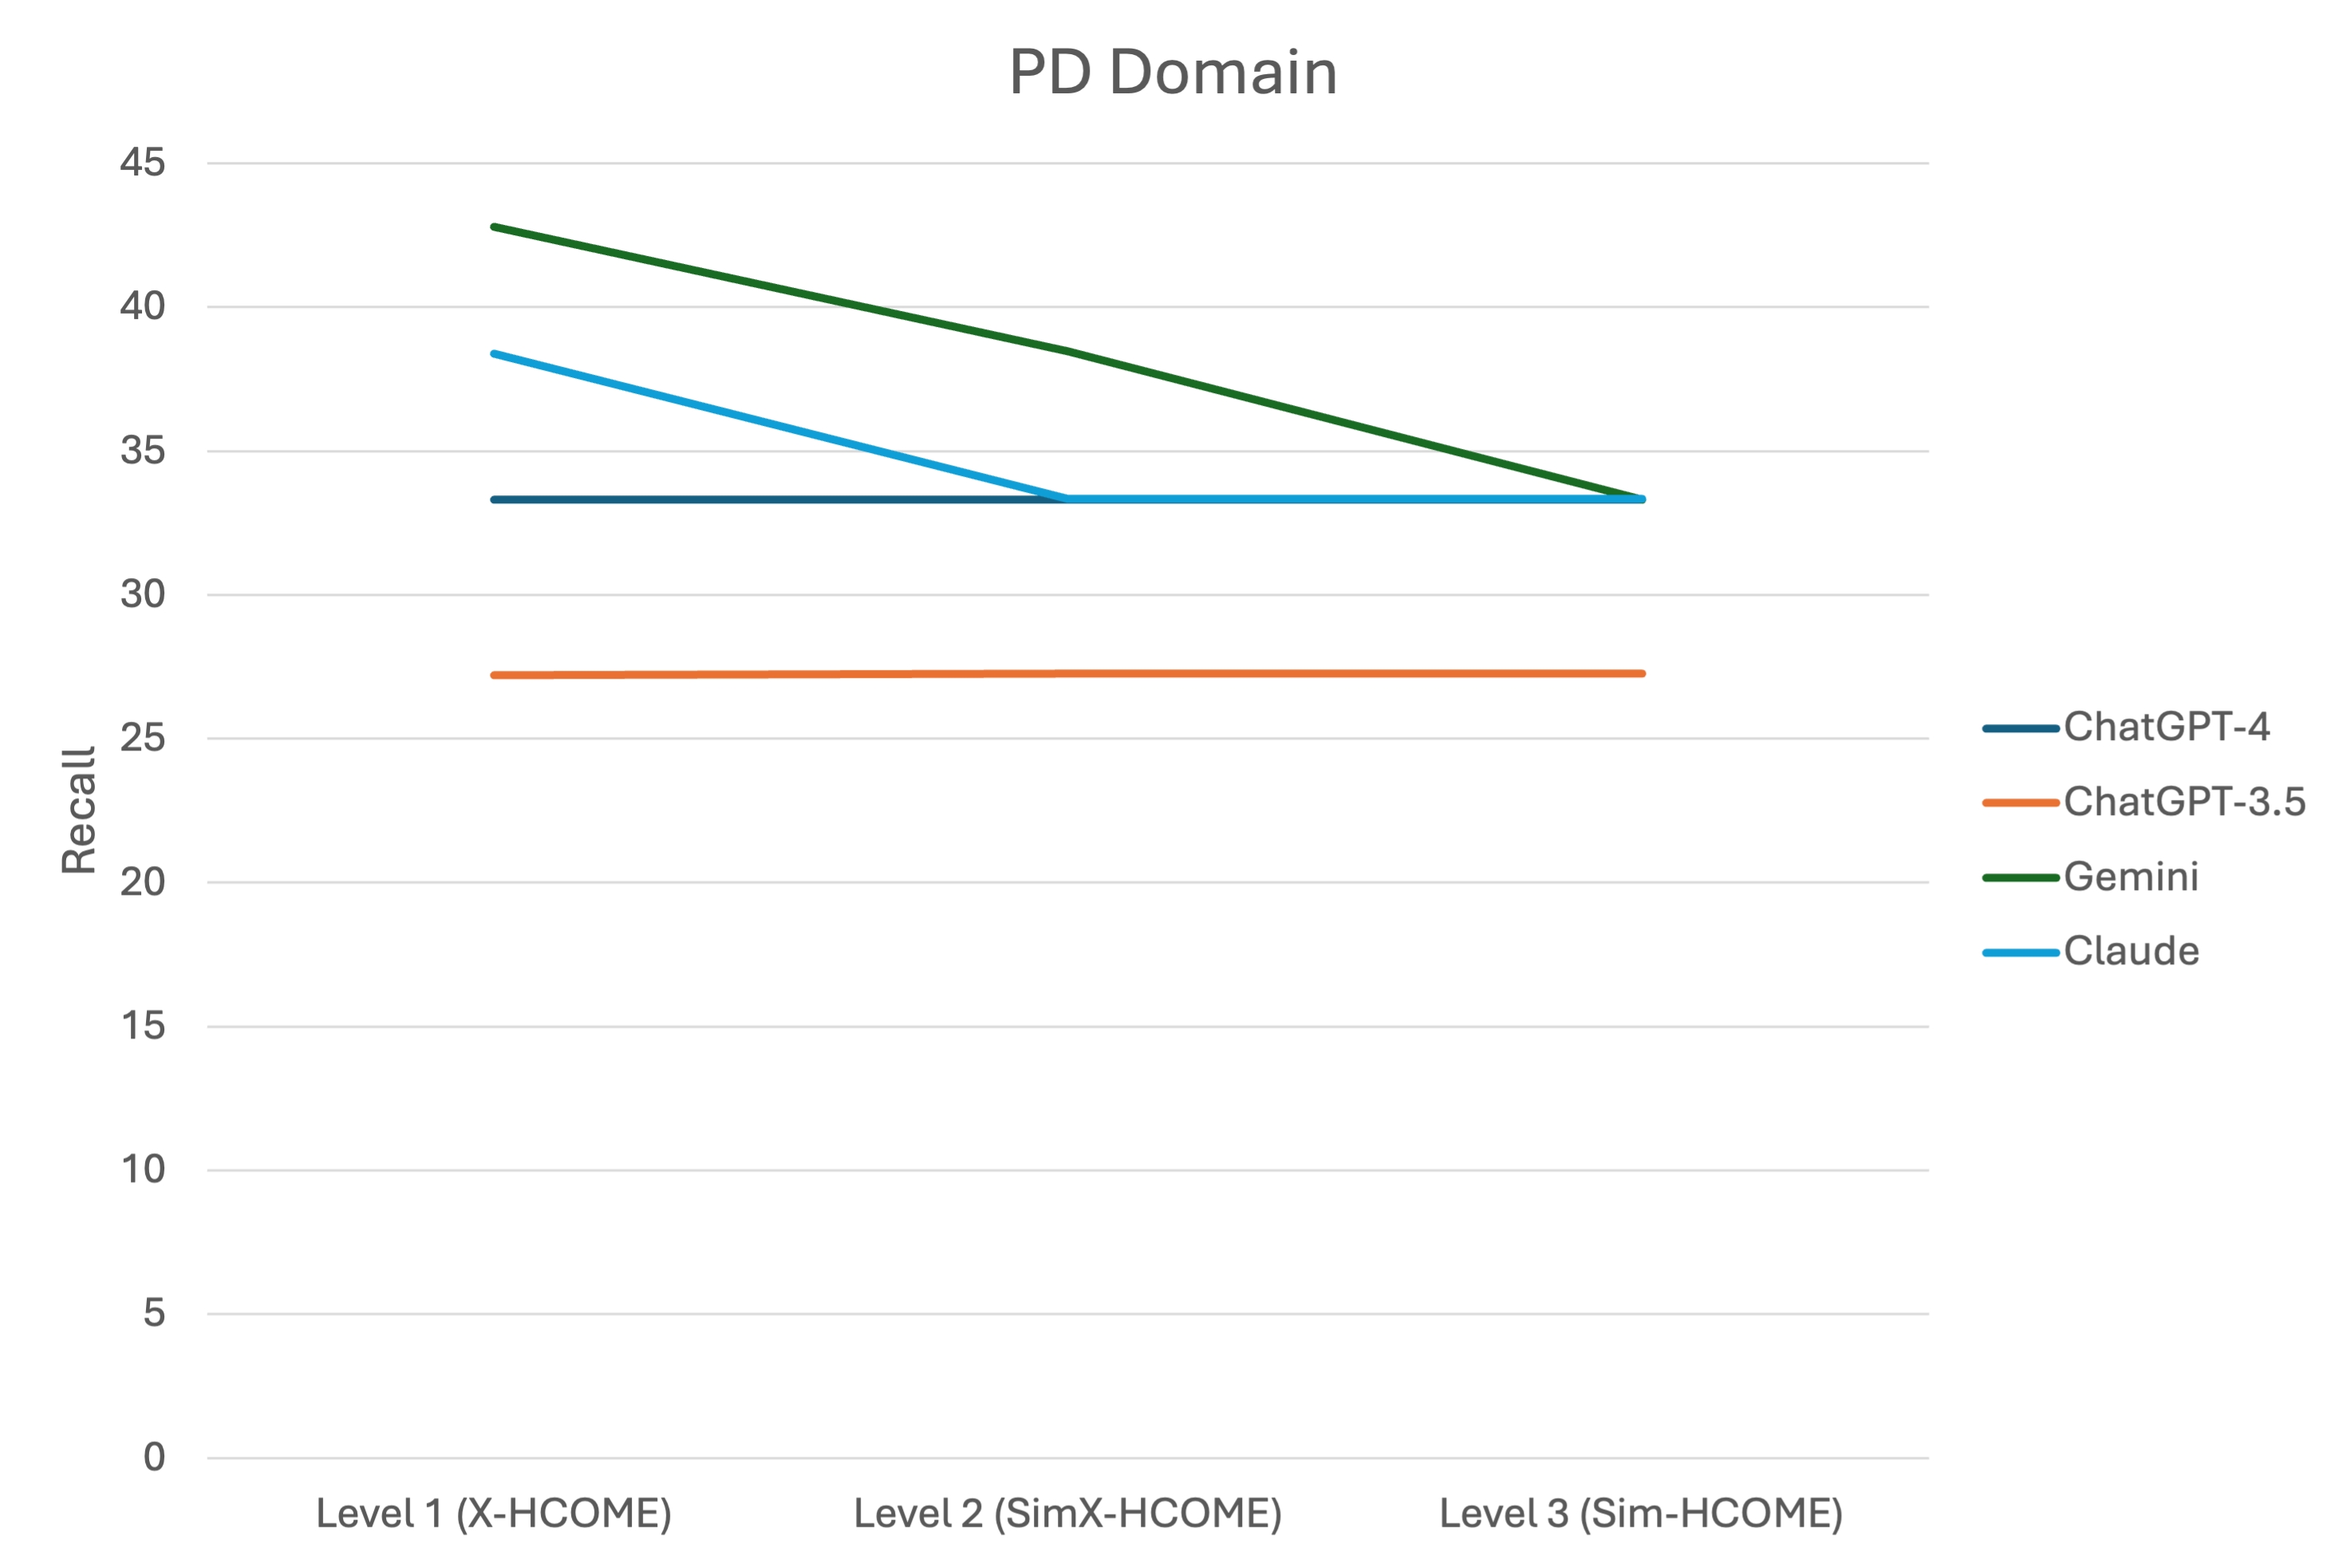 PD Domain
45
40
35
30
25
20
15
10
5
0
Recall
Level 1 (X-HCOME)
Level 2 (SimX-HCOME)
Level 3 (Sim-HCOME)
ChatGPT-4
ChatGPT-3.5
Gemini
Claude